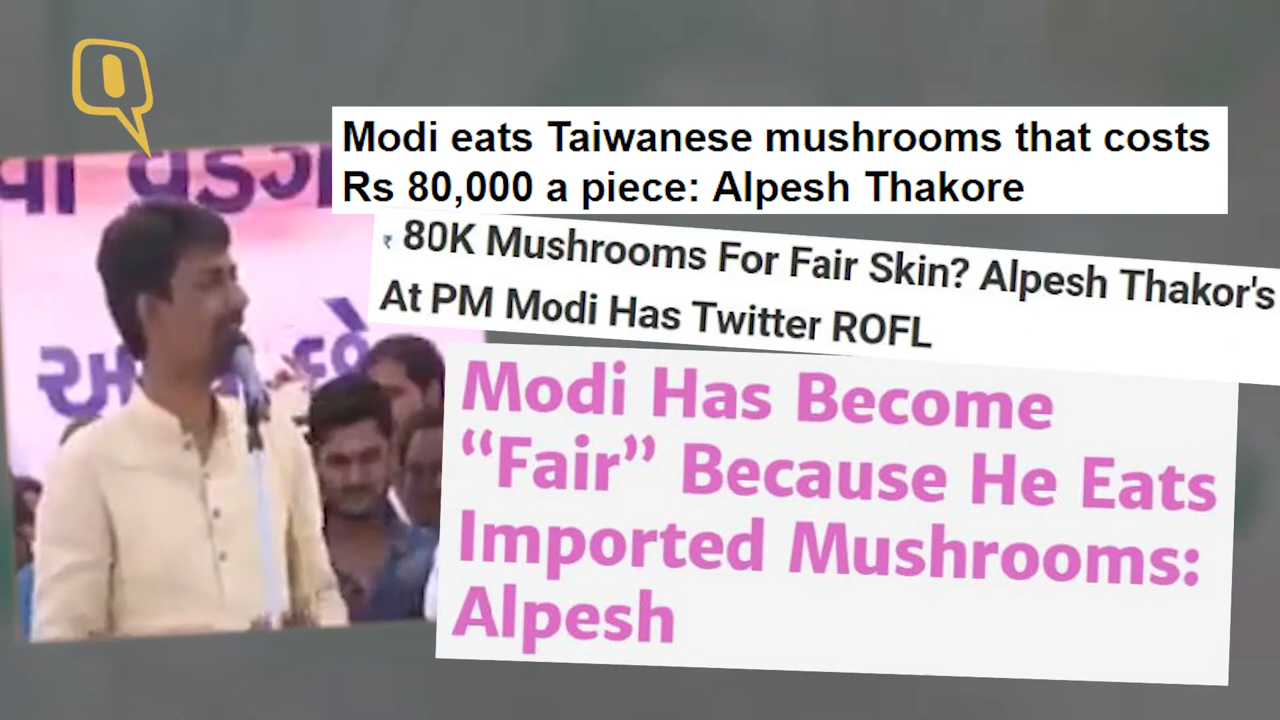 Modi eats Taiwanese mushrooms that costs
Rs 80,000 a piece: Alpesh Thakore
₹ 80K Mushrooms For Fair Skin? Alpesh Thakor's
At PM Modi Has Twitter ROFL
Modi Has Become
“Fair” Because He Eats
Imported Mushrooms:
Alpesh